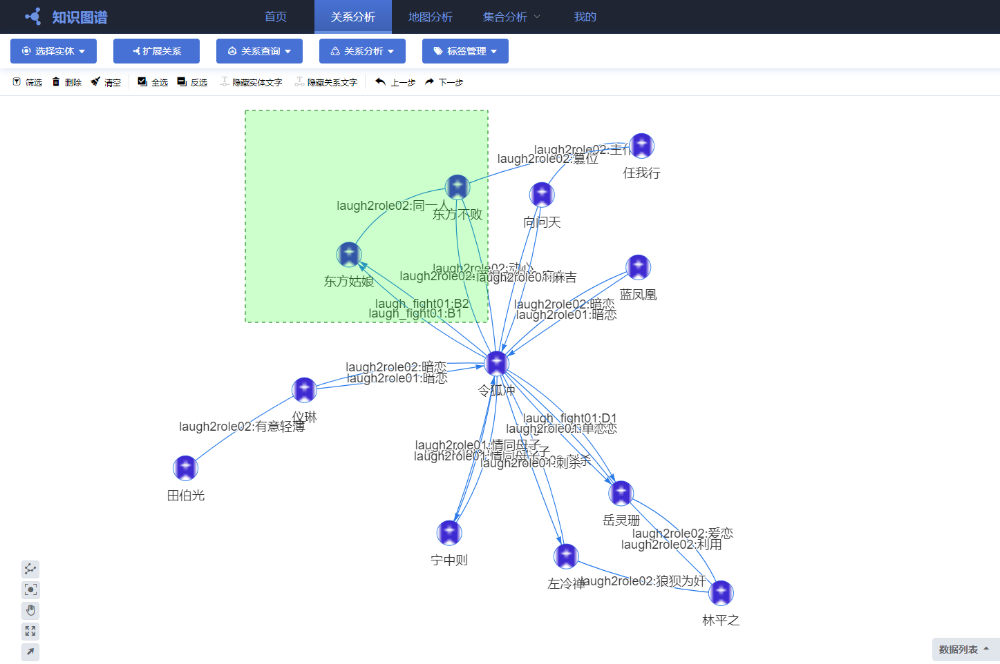 知识图谱
首页
关系分析
地图分析
集合分析
我的
选择实体
扩展关系
关系查询
关系分析
标签管理
筛选
删除
清空
全选
反选
隐藏实体文字
隐藏关系文字
上一步
下一步
laugh2role02:主
任我行
laugh2role02:篡位
laugh2role02:同一人
东方不败
向问天
东方姑娘
laugh2role02:动心
laugh2role02:
麻吉
蓝凤凰
laugh_fight01:B2
laugh_fight01:B1
laugh2role02:暗恋
laugh2role01:暗恋
laugh2role02:暗恋
laugh2role01:暗恋
令狐冲
仪琳
laugh2role02:有意轻薄
laugh_fight01:D1
laugh2role01:单恋
laugh2role01:情同母子
laugh2role01:情同母子
laugh2role01:刺杀
田伯光
岳灵珊
laugh2role02:爱恋
laugh2role02:利用
宁中则
左冷禅
laugh2role02:狼狈为奸
林平之
数据列表